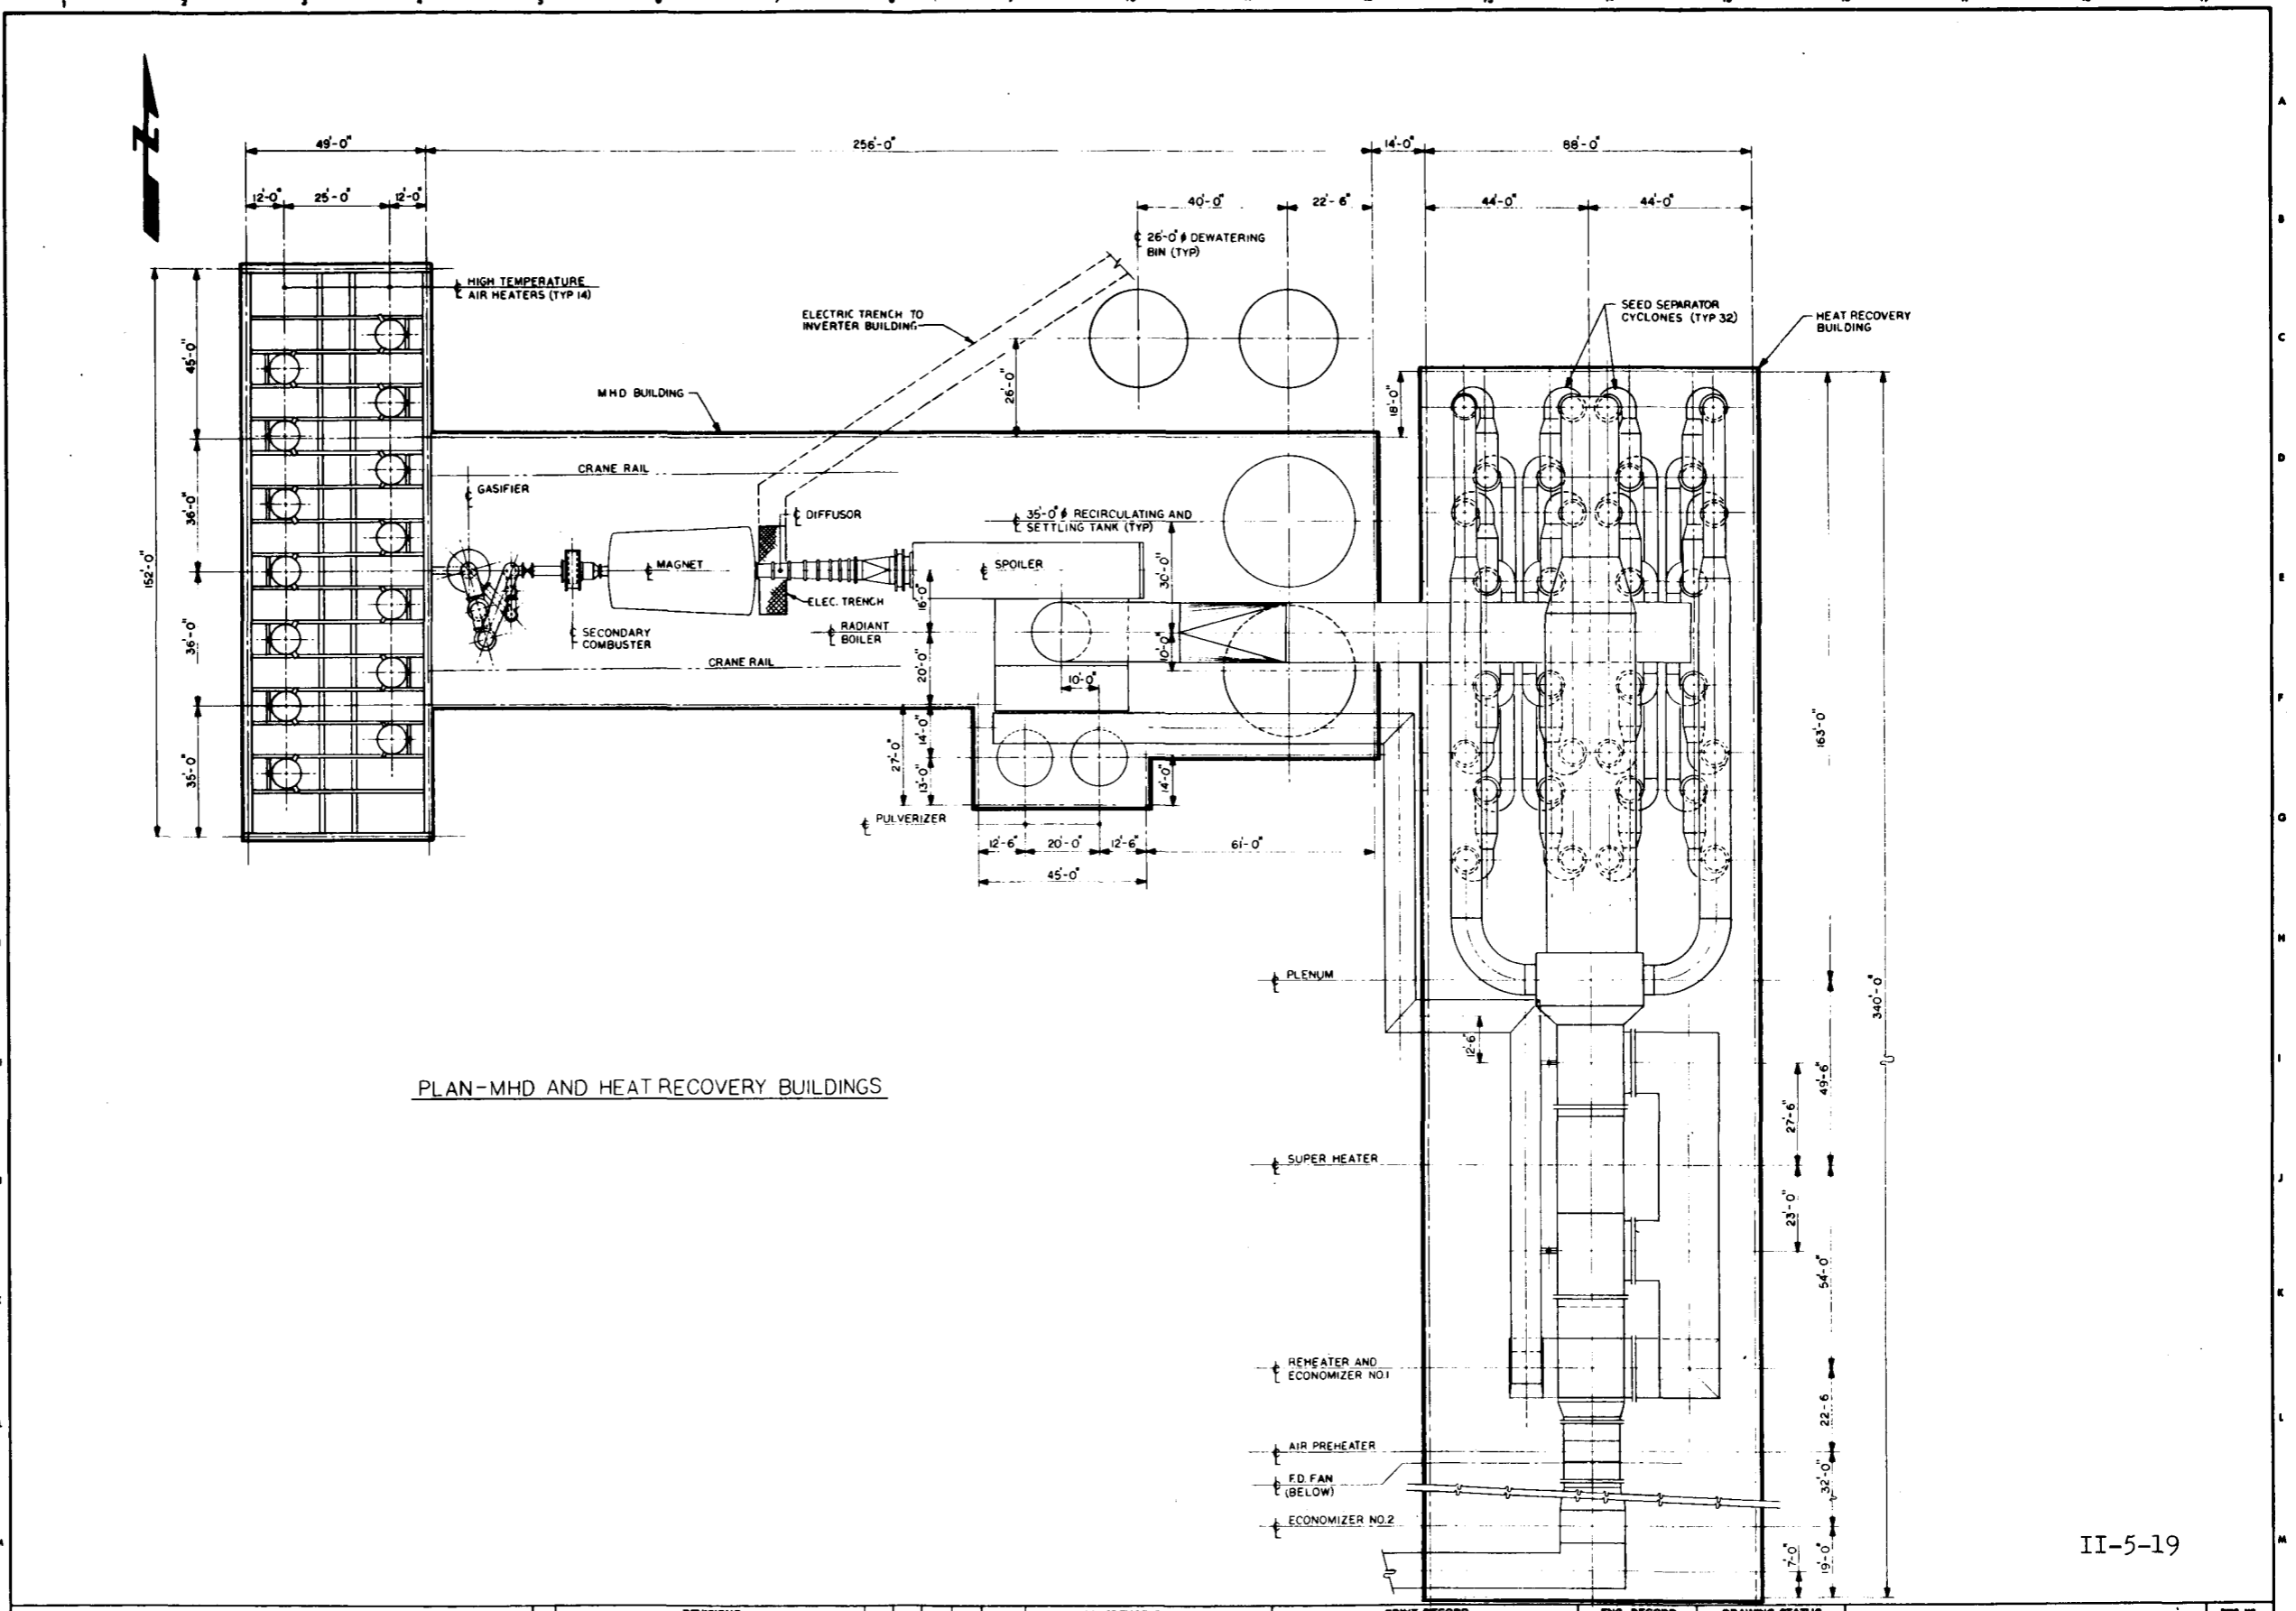 49'-0"
256'-0"
14'-0"
88'-0"
12'-0"
25'-0"
12'-0"
40'-0"
22'-6"
44'-0"
44'-0"
℄ 26'-0" ϕ DEWATERING
BIN (TYP)
℄ HIGH TEMPERATURE
AIR HEATERS (TYP 14)
ELECTRIC TRENCH TO
INVERTER BUILDING
SEED SEPARATOR
CYCLONES (TYP 32)
HEAT RECOVERY
BUILDING
45'-0"
26'-0"
18'-0"
MHD BUILDING
CRANE RAIL
℄ GASIFIER
36'-0"
℄ DIFFUSOR
℄ 35'-0" ϕ RECIRCULATING AND
SETTLING TANK (TYP)
152'-0"
℄ MAGNET
℄ SPOILER
30'-0"
16'-0"
ELEC. TRENCH
36'-0"
℄ SECONDARY
COMBUSTER
℄ RADIANT
BOILER
CRANE RAIL
20'-0"
10'-0"
10'-0"
163'-0"
35'-0"
27'-0"
14'-0"
13'-0"
14'-0"
℄ PULVERIZER
12'-6"
20'-0"
12'-6"
61'-0"
45'-0"
℄ PLENUM
340'-0"
12'-6"
49'-6"
27'-6"
PLAN-MHD AND HEAT RECOVERY BUILDINGS
℄ SUPER HEATER
23'-0"
54'-0"
℄ REHEATER AND
ECONOMIZER NO.1
22'-6
℄ AIR PREHEATER
℄ F.D. FAN
(BELOW)
32'-0"
℄ ECONOMIZER NO.2
7'-0"
19'-0"
II-5-19